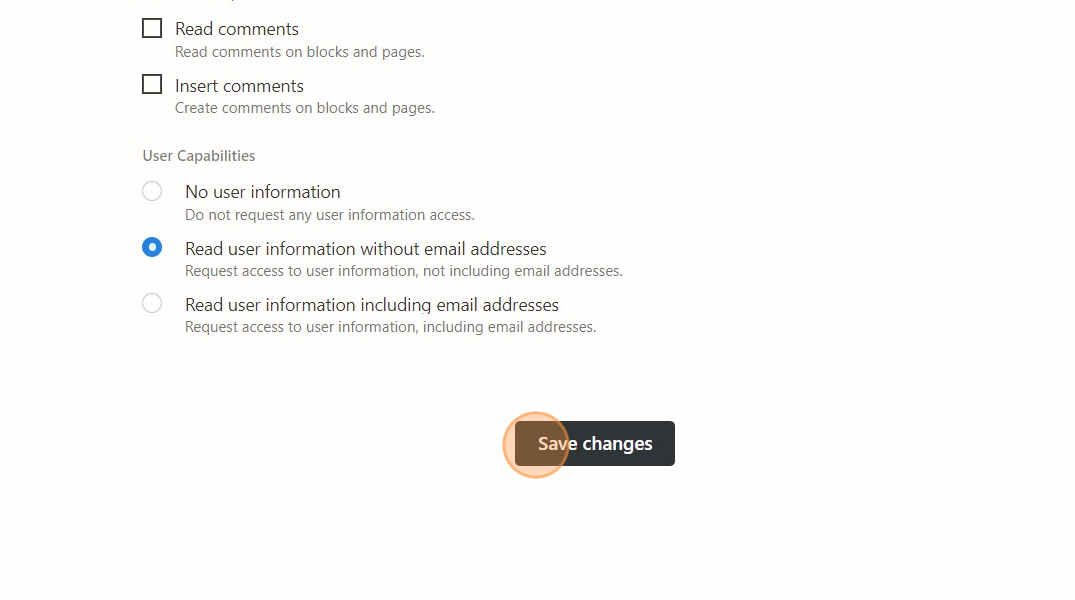 Read comments
Read comments on blocks and pages.
Insert comments
Create comments on blocks and pages.
User Capabilities
No user information
Do not request any user information access.
Read user information without email addresses
Request access to user information, not including email addresses.
Read user information including email addresses
Request access to user information, including email addresses.
Save changes